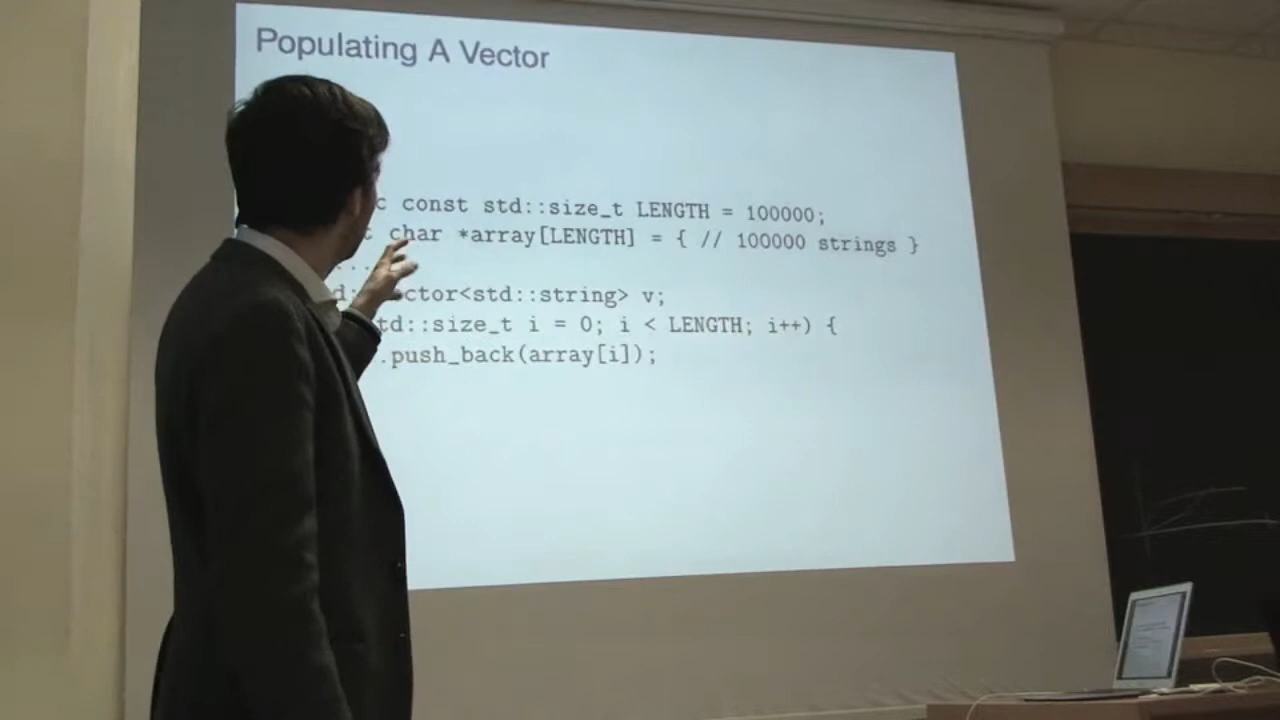 Populating A Vector
c const std::size_t LENGTH = 100000;
t char *array[LENGTH] = { // 100000 strings }
...
ctor<std::string> v;
td::size_t i = 0; i < LENGTH; i++) {
.push_back(array[i]);